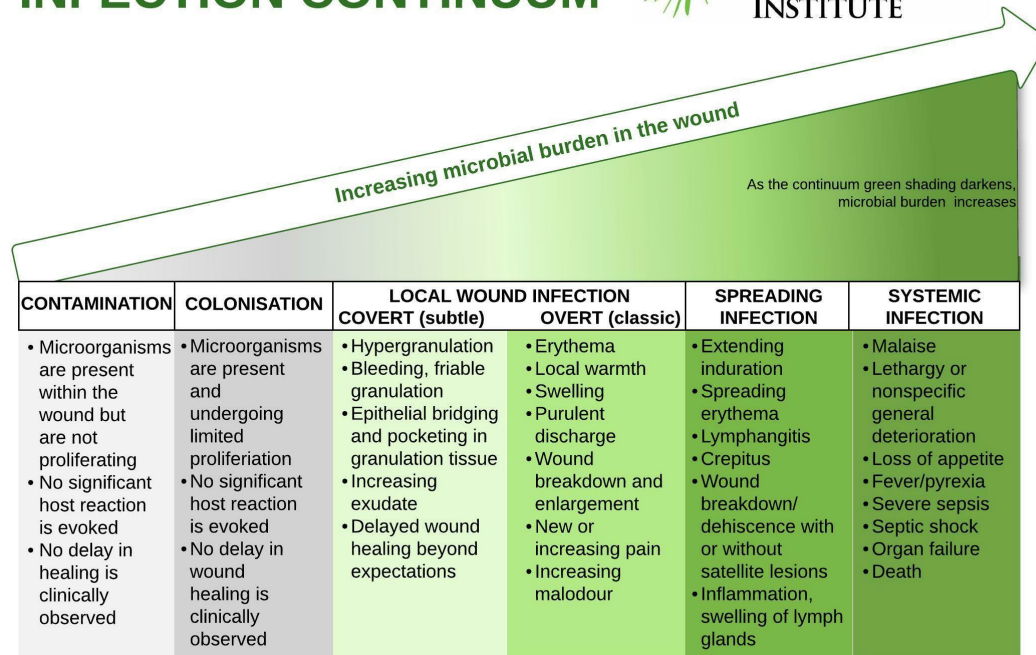 INFECTION CONTINUUM
INSTITUTE
Increasing microbial burden in the wound
As the continuum green shading darkens,
microbial burden increases
CONTAMINATION
COLONISATION
LOCAL WOUND INFECTION
COVERT (subtle) OVERT (classic)
SPREADING
INFECTION
SYSTEMIC
INFECTION
• Microorganisms
are present
within the
wound but
are not
proliferating
• No significant
host reaction
is evoked
• No delay in
healing is
clinically
observed
• Microorganisms
are present
and
undergoing
limited
proliferiation
• No significant
host reaction
is evoked
• No delay in
wound
healing is
clinically
observed
• Hypergranulation
• Bleeding, friable
granulation
• Epithelial bridging
and pocketing in
granulation tissue
• Increasing
exudate
• Delayed wound
healing beyond
expectations
• Erythema
• Local warmth
• Swelling
• Purulent
discharge
• Wound
breakdown and
enlargement
• New or
increasing pain
• Increasing
malodour
• Extending
induration
• Spreading
erythema
• Lymphangitis
• Crepitus
• Wound
breakdown/
dehiscence with
or without
satellite lesions
• Inflammation,
swelling of lymph
glands
• Malaise
• Lethargy or
nonspecific
general
deterioration
• Loss of appetite
• Fever/pyrexia
• Severe sepsis
• Septic shock
• Organ failure
• Death